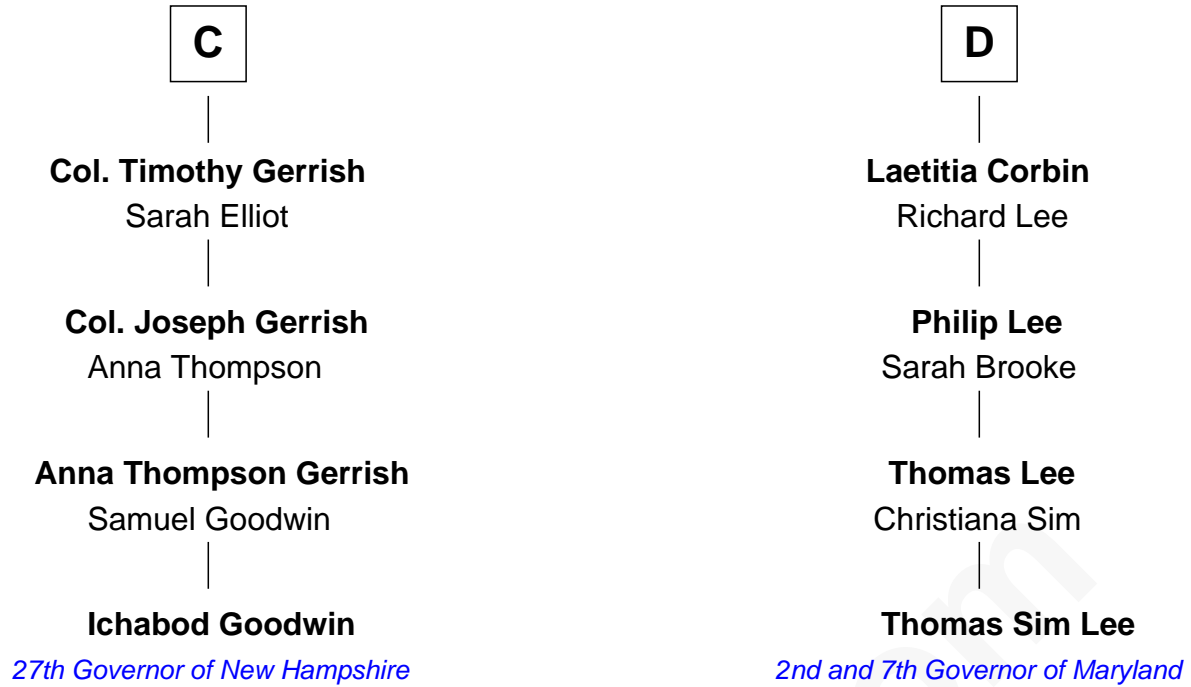 C
Col. Timothy Gerrish
Sarah Elliot
Col. Joseph Gerrish
Anna Thompson
Anna Thompson Gerrish
Samuel Goodwin
Ichabod Goodwin
27th Governor of New Hampshire
D
Laetitia Corbin
Richard Lee
Philip Lee
Sarah Brooke
Thomas Lee
Christiana Sim
Thomas Sim Lee
2nd and 7th Governor of Maryland